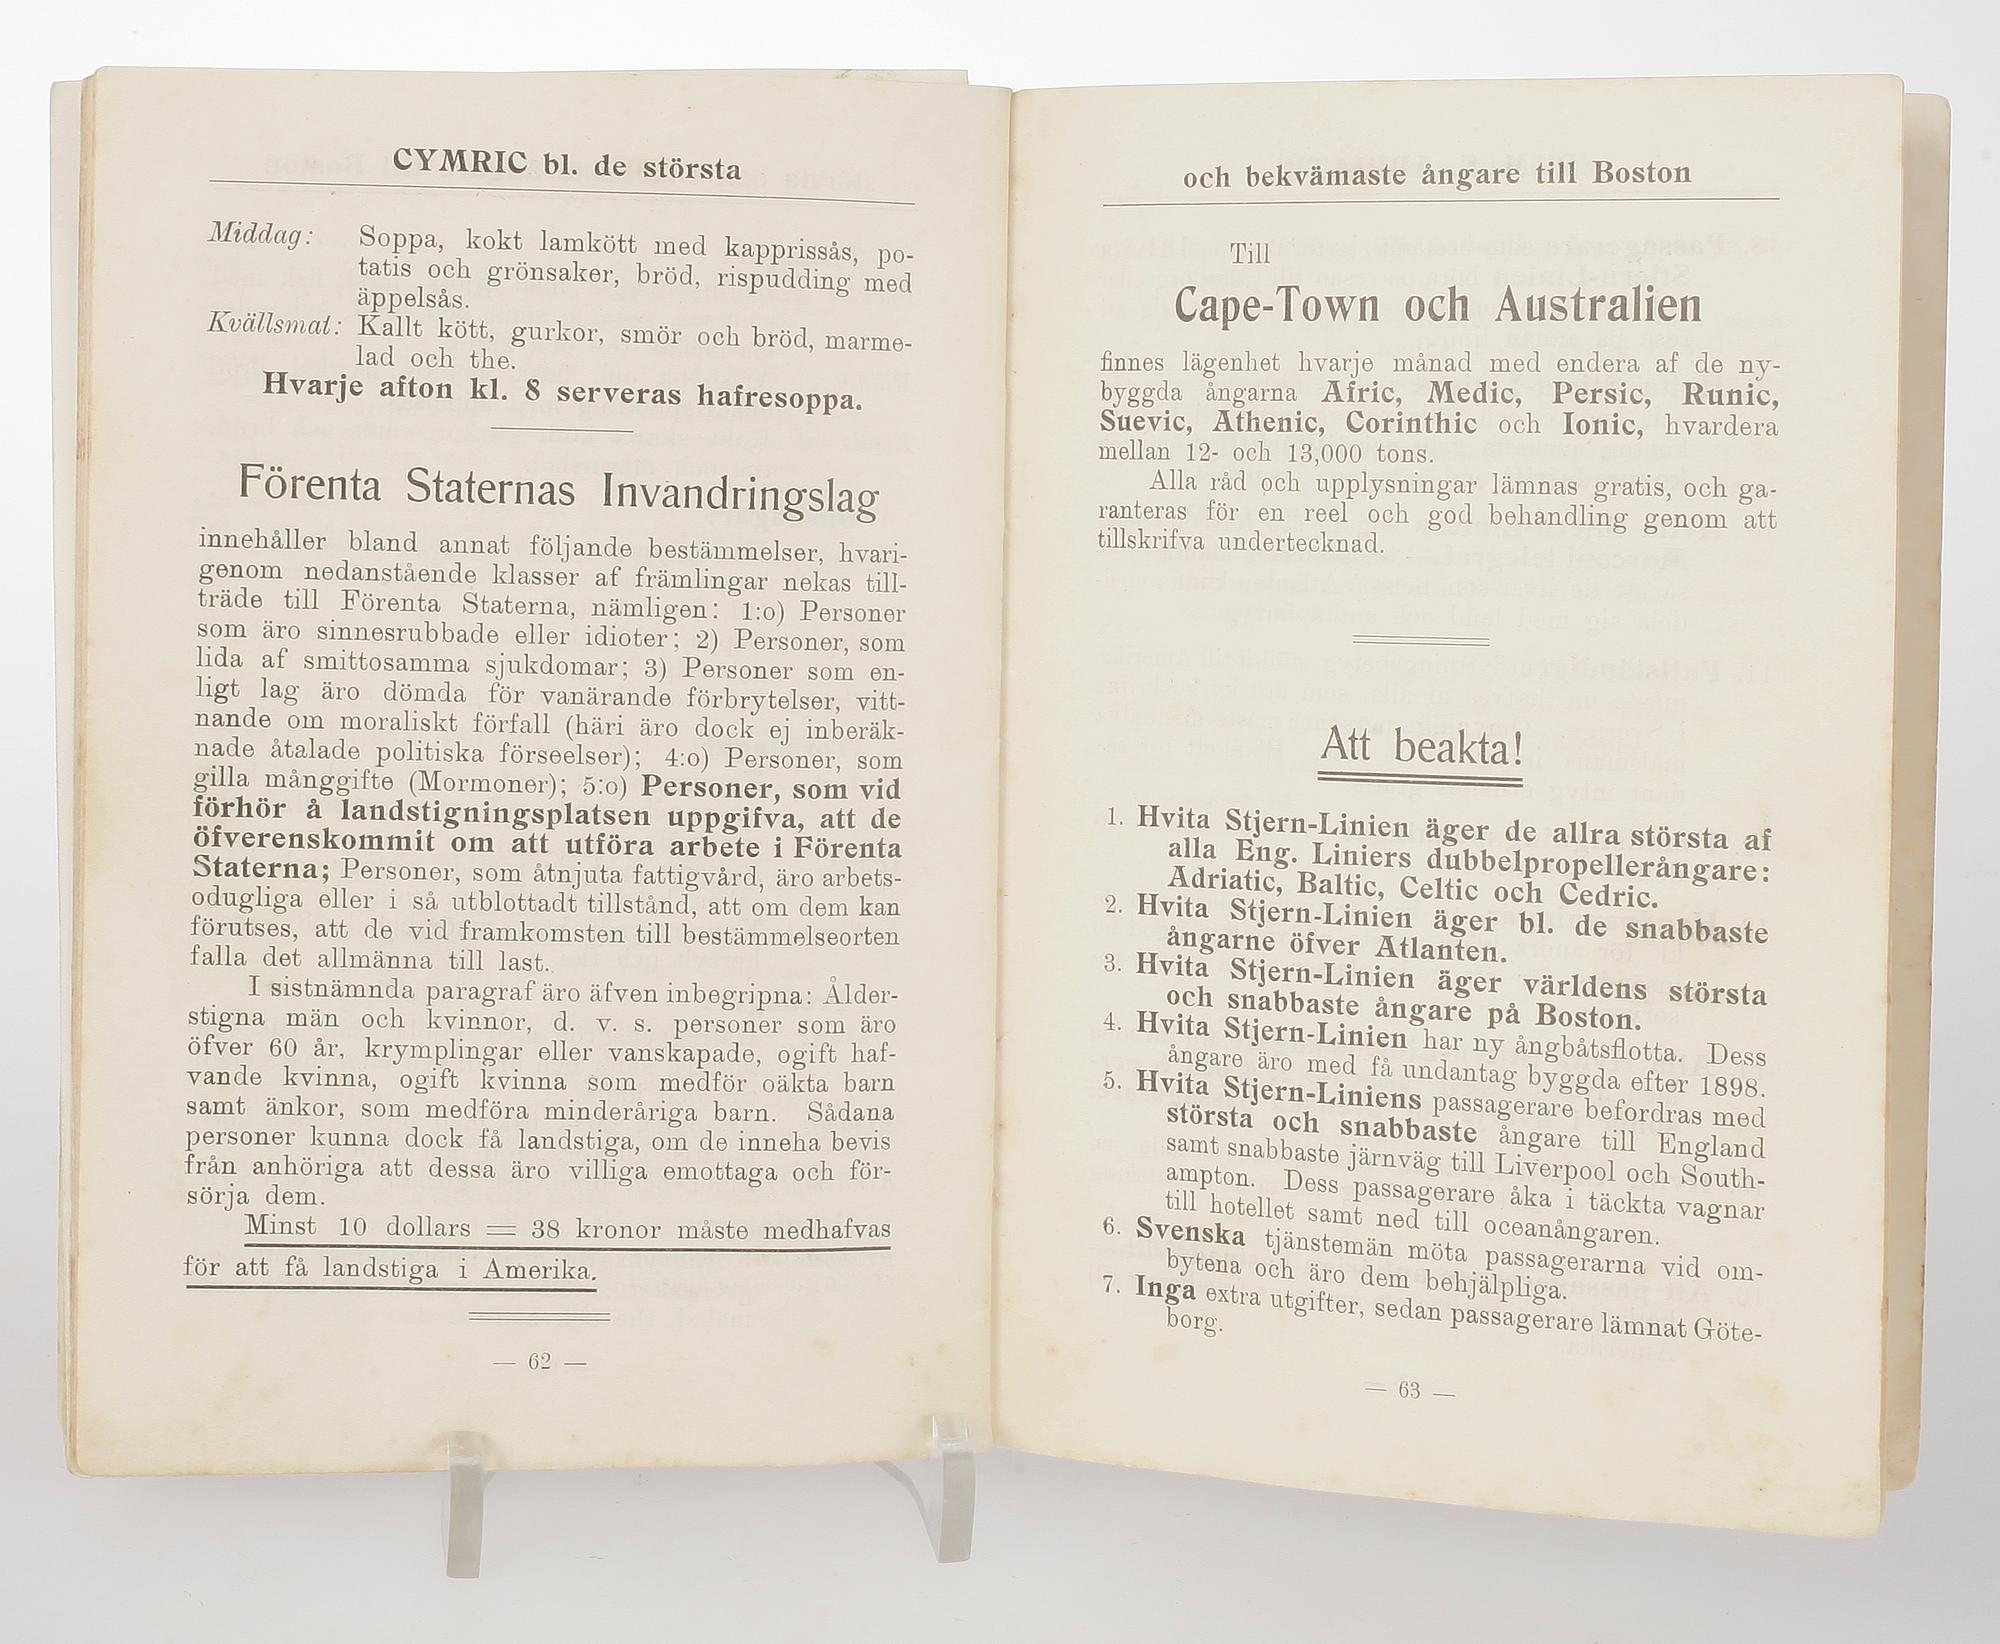 CYMRIC bl. de största
Middag: Soppa, kokt lamkött med kapprissås, po-
tatis och grönsaker, bröd, rispudding med
äppelsås.
Kvällsmat: Kallt kött, gurkor, smör och bröd, marme-
lad och the.
Hvarje afton kl. 8 serveras hafresoppa.
Förenta Staternas Invandringslag
innehåller bland annat följande bestämmelser, hvari-
genom nedanstående klasser af främlingar nekas till-
träde till Förenta Staterna, nämligen: 1:o) Personer
som äro sinnesrubbade eller idioter; 2) Personer, som
lida af smittosamma sjukdomar; 3) Personer som en-
ligt lag äro dömda för vanärande förbrytelser, vitt-
nande om moraliskt förfall (häri äro dock ej inberäk-
nade åtalade politiska förseelser); 4:o) Personer, som
gilla månggifte (Mormoner); 5:o) Personer, som vid
förhör å landstigningsplatsen uppgifva, att de
öfverenskommit om att utföra arbete i Förenta
Staterna; Personer, som åtnjuta fattigvård, äro arbets-
odugliga eller i så utblottadt tillstånd, att om dem kan
förutses, att de vid framkomsten till bestämmelseorten
falla det allmänna till last.
I sistnämnda paragraf äro äfven inbegripna: Ålder-
stigna män och kvinnor, d. v. s. personer som äro
öfver 60 år, krymplingar eller vanskapade, ogift haf-
vande kvinna, ogift kvinna som medför oäkta barn
samt änkor, som medföra minderåriga barn. Sådana
personer kunna dock få landstiga, om de inneha bevis
från anhöriga att dessa äro villiga emottaga och för-
sörja dem.
Minst 10 dollars = 38 kronor måste medhafvas
för att få landstiga i Amerika.
— 62 —
och bekvämaste ångare till Boston
Till
Cape-Town och Australien
finnes lägenhet hvarje månad med endera af de ny-
byggda ångarna Afric, Medic, Persic, Runic,
Suevic, Athenic, Corinthic och Ionic, hvardera
mellan 12- och 13,000 tons.
Alla råd och upplysningar lämnas gratis, och ga-
ranteras för en reel och god behandling genom att
tillskrifva undertecknad.
Att beakta!
1. Hvita Stjern-Linien äger de allra största af
alla Eng. Liniers dubbelpropellerångare:
Adriatic, Baltic, Celtic och Cedric.
2. Hvita Stjern-Linien äger bl. de snabbaste
ångarne öfver Atlanten.
3. Hvita Stjern-Linien äger världens största
och snabbaste ångare på Boston.
4. Hvita Stjern-Linien har ny ångbåtsflotta. Dess
ångare äro med få undantag byggda efter 1898.
5. Hvita Stjern-Liniens passagerare befordras med
största och snabbaste ångare till England
samt snabbaste järnväg till Liverpool och South-
ampton. Dess passagerare åka i täckta vagnar
till hotellet samt ned till oceanångaren.
6. Svenska tjänstemän möta passagerarna vid om-
bytena och äro dem behjälpliga.
7. Inga extra utgifter, sedan passagerare lämnat Göte-
borg.
— 63 —